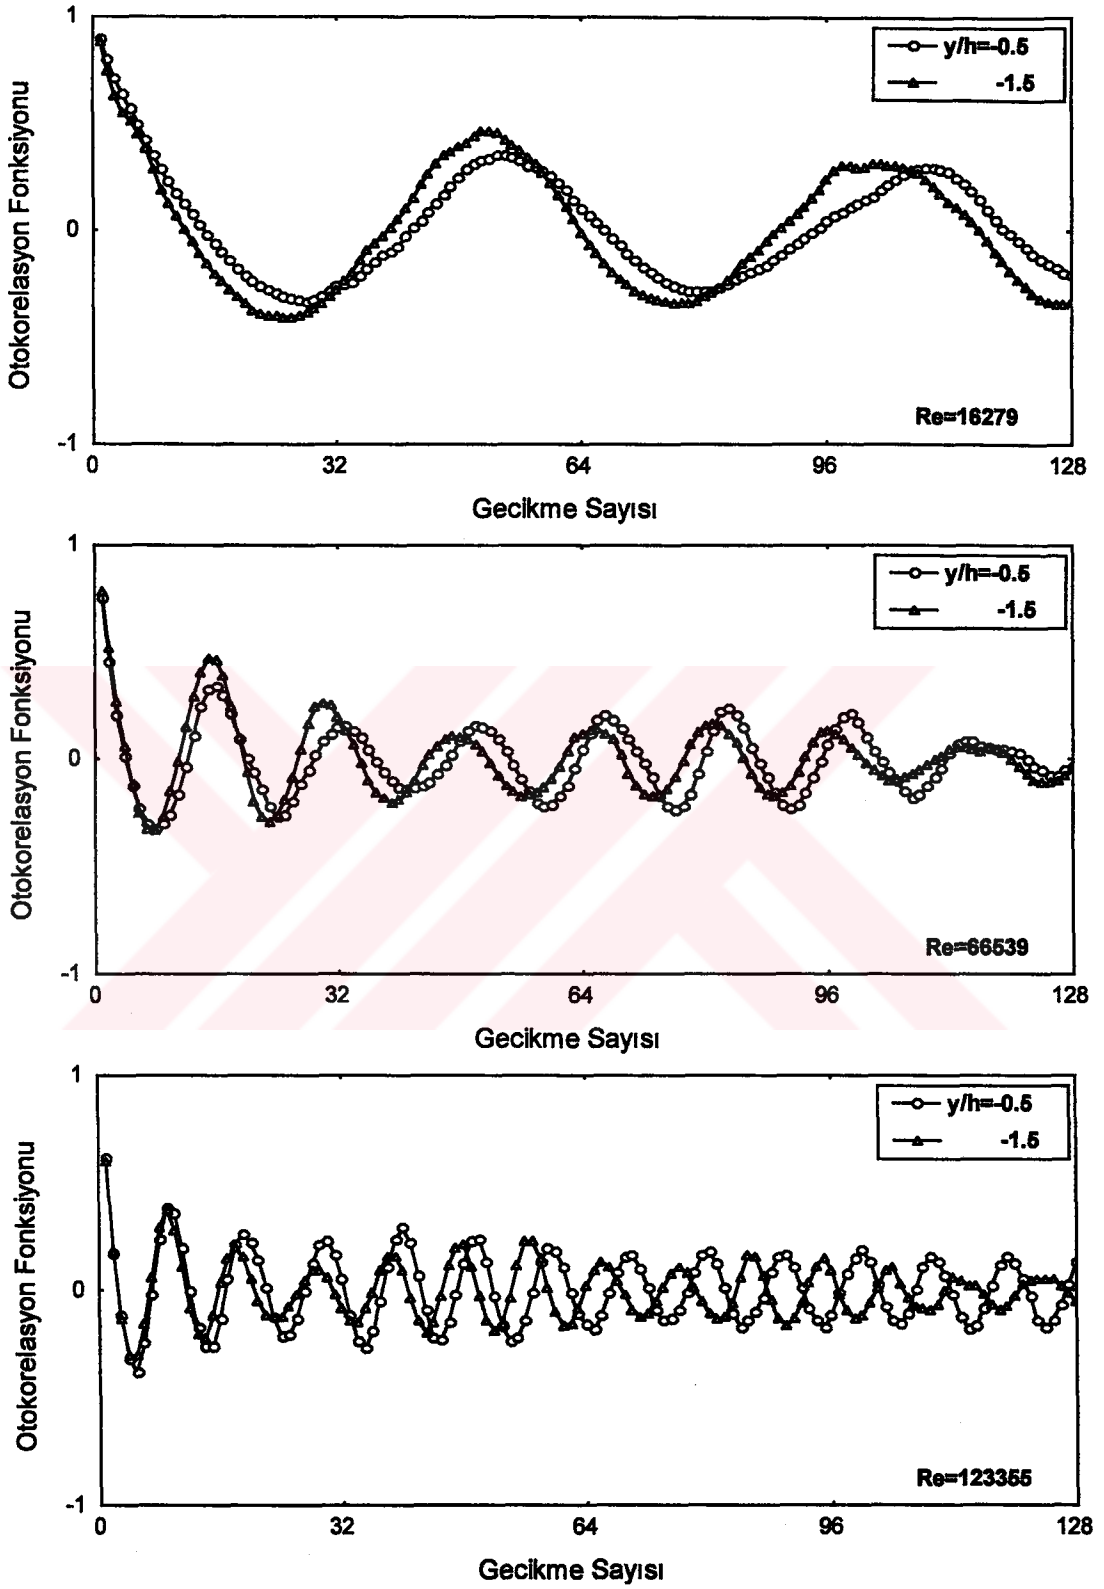 1
y/h=-0.5
-1.5
Otokorelasyon Fonksiyonu
0
Re=16279
-1
0 32 64 96 128
Gecikme Sayısı
1
y/h=-0.5
-1.5
Otokorelasyon Fonksiyonu
0
Re=66539
-1
0 32 64 96 128
Gecikme Sayısı
1
y/h=-0.5
-1.5
Otokorelasyon Fonksiyonu
0
Re=123355
-1
0 32 64 96 128
Gecikme Sayısı